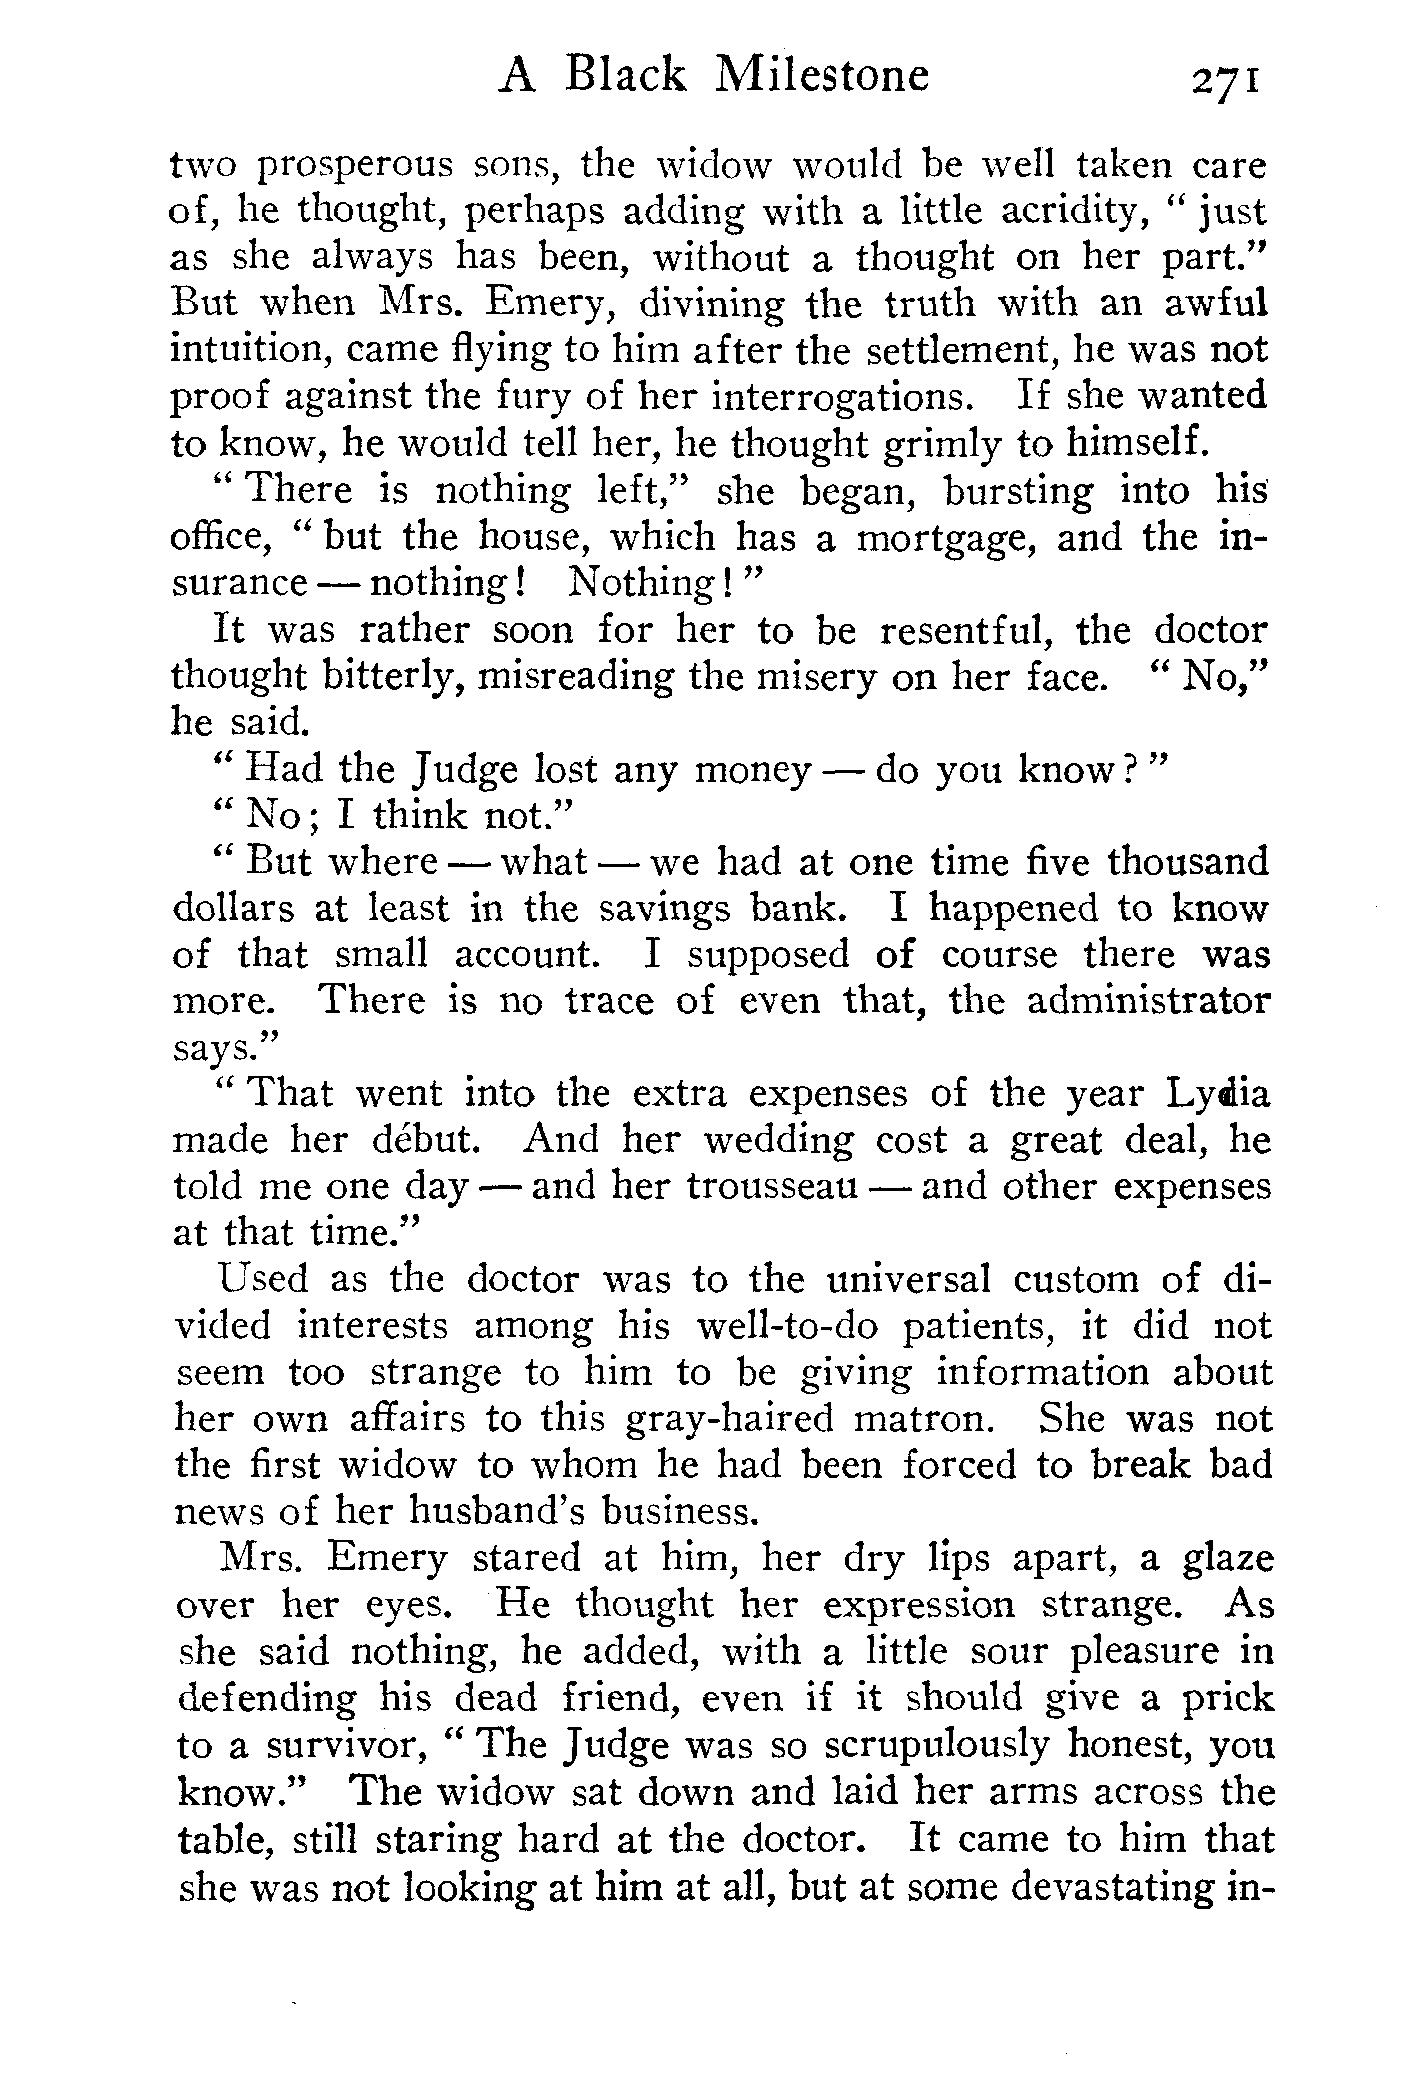 A Black Milestone 271
two prosperous sons, the widow would be well taken care
of, he thought, perhaps adding with a little acridity, “ just
as she always has been, without a thought on her part.”
But when Mrs. Emery, divining the truth with an awful
intuition, came flying to him after the settlement, he was not
proof against the fury of her interrogations. If she wanted
to know, he would tell her, he thought grimly to himself.
“ There is nothing left,” she began, bursting into his
office, “ but the house, which has a mortgage, and the in-
surance — nothing ! Nothing ! ”
It was rather soon for her to be resentful, the doctor
thought bitterly, misreading the misery on her face. “ No,”
he said.
“ Had the Judge lost any money — do you know ? ”
“ No ; I think not.”
“ But where — what — we had at one time five thousand
dollars at least in the savings bank. I happened to know
of that small account. I supposed of course there was
more. There is no trace of even that, the administrator
says.”
“ That went into the extra expenses of the year Lydia
made her début. And her wedding cost a great deal, he
told me one day — and her trousseau — and other expenses
at that time.”
Used as the doctor was to the universal custom of di-
vided interests among his well-to-do patients, it did not
seem too strange to him to be giving information about
her own affairs to this gray-haired matron. She was not
the first widow to whom he had been forced to break bad
news of her husband’s business.
Mrs. Emery stared at him, her dry lips apart, a glaze
over her eyes. He thought her expression strange. As
she said nothing, he added, with a little sour pleasure in
defending his dead friend, even if it should give a prick
to a survivor, “ The Judge was so scrupulously honest, you
know.” The widow sat down and laid her arms across the
table, still staring hard at the doctor. It came to him that
she was not looking at him at all, but at some devastating in-